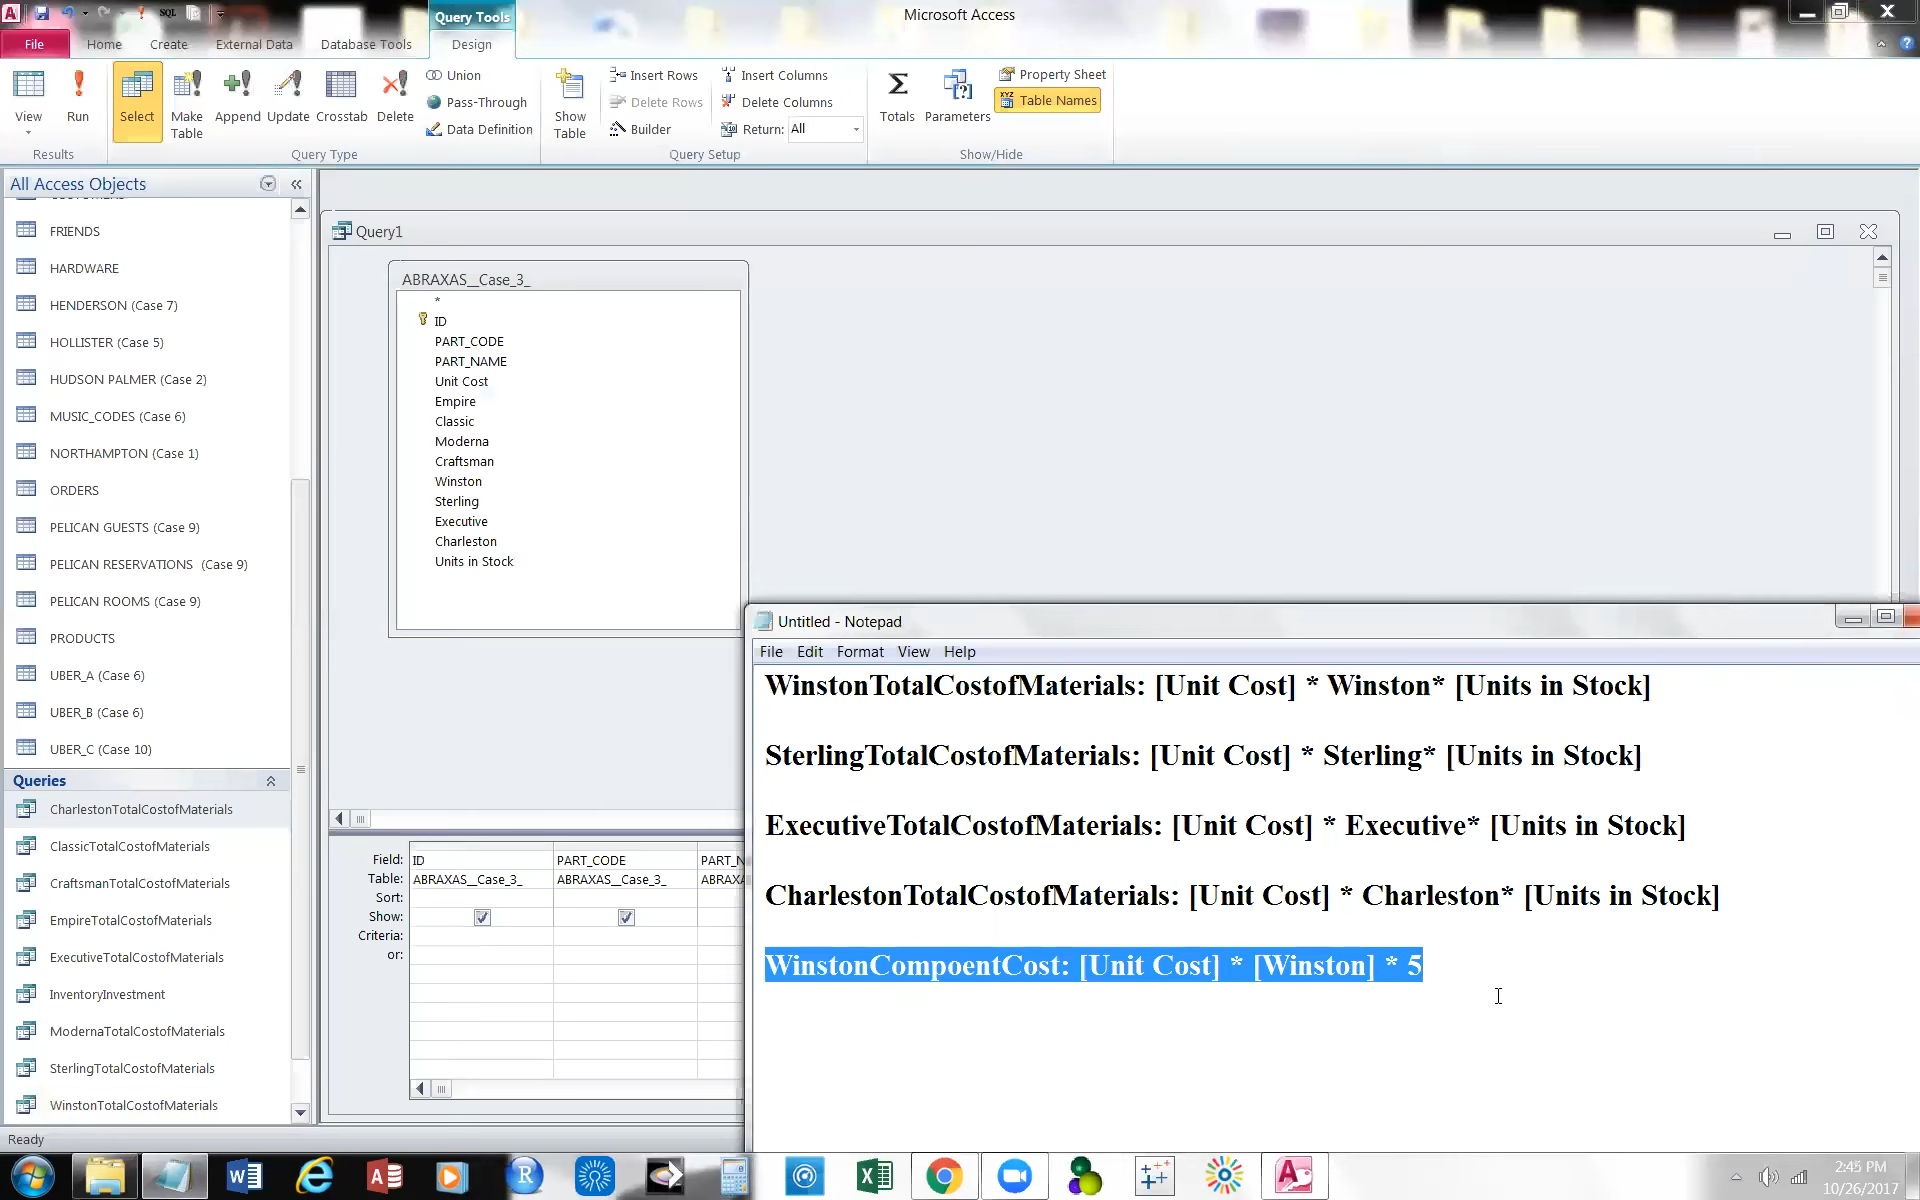 SQL
Query Tools
Microsoft Access
File
Home
Create
External Data
Database Tools
Design
View
Run
Results
Select
Make Table
Append
Update
Crosstab
Delete
Union
Pass-Through
Data Definition
Query Type
Show Table
Insert Rows
Delete Rows
Builder
Insert Columns
Delete Columns
Return: All
Query Setup
Totals
Parameters
Property Sheet
Table Names
Show/Hide
All Access Objects
FRIENDS
HARDWARE
HENDERSON (Case 7)
HOLLISTER (Case 5)
HUDSON PALMER (Case 2)
MUSIC_CODES (Case 6)
NORTHAMPTON (Case 1)
ORDERS
PELICAN GUESTS (Case 9)
PELICAN RESERVATIONS (Case 9)
PELICAN ROOMS (Case 9)
PRODUCTS
UBER_A (Case 6)
UBER_B (Case 6)
UBER_C (Case 10)
Queries
CharlestonTotalCostofMaterials
ClassicTotalCostofMaterials
CraftsmanTotalCostofMaterials
EmpireTotalCostofMaterials
ExecutiveTotalCostofMaterials
InventoryInvestment
ModernaTotalCostofMaterials
SterlingTotalCostofMaterials
WinstonTotalCostofMaterials
Query1
ABRAXAS__Case_3_
*
ID
PART_CODE
PART_NAME
Unit Cost
Empire
Classic
Moderna
Craftsman
Winston
Sterling
Executive
Charleston
Units in Stock
Field: ID PART_CODE PART_N
Table: ABRAXAS__Case_3_ ABRAXAS__Case_3_ ABRAXA
Sort:
Show:
Criteria:
or:
Untitled - Notepad
File Edit Format View Help
WinstonTotalCostofMaterials: [Unit Cost] * Winston* [Units in Stock]
SterlingTotalCostofMaterials: [Unit Cost] * Sterling* [Units in Stock]
ExecutiveTotalCostofMaterials: [Unit Cost] * Executive* [Units in Stock]
CharlestonTotalCostofMaterials: [Unit Cost] * Charleston* [Units in Stock]
WinstonCompoentCost: [Unit Cost] * [Winston] * 5
Ready
2:45 PM
10/26/2017